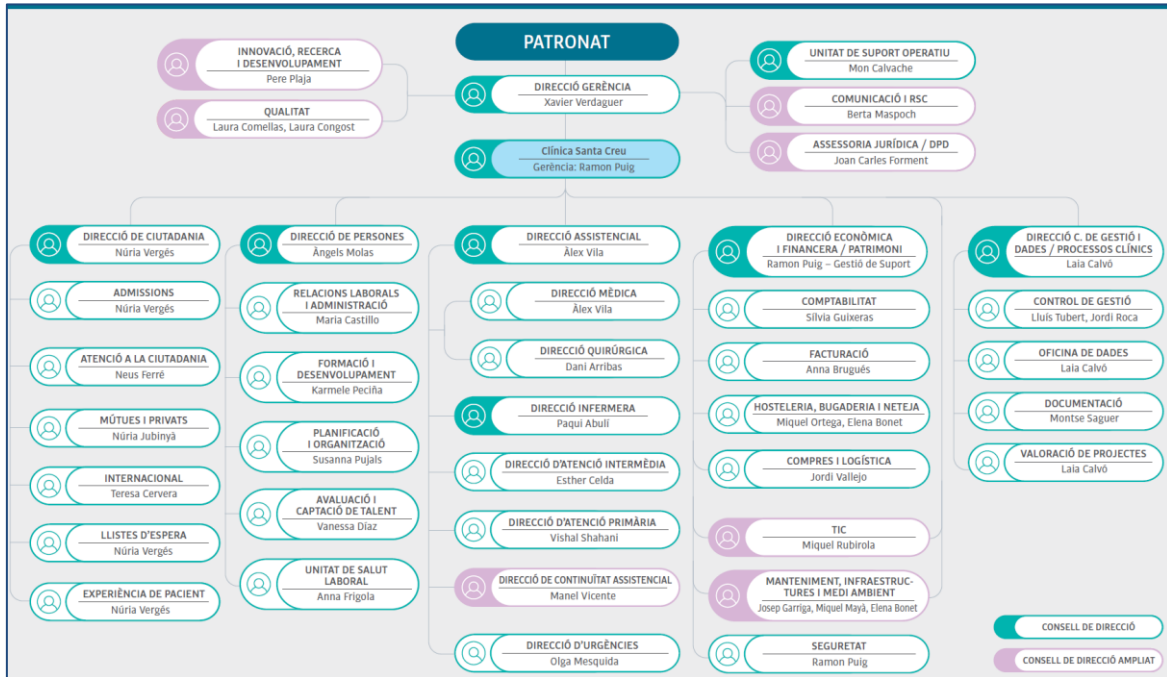 PATRONAT
INNOVACIÓ, RECERCA
I DESENVOLUPAMENT
Pere Plaja
QUALITAT
Laura Comellas, Laura Congost
DIRECCIÓ GERÈNCIA
Xavier Verdaguer
UNITAT DE SUPORT OPERATIU
Mon Calvache
COMUNICACIÓ I RSC
Berta Maspoch
ASSESSORIA JURÍDICA / DPD
Joan Carles Forment
Clínica Santa Creu
Gerència: Ramon Puig
DIRECCIÓ DE CIUTADANIA
Núria Vergés
ADMISSIONS
Núria Vergés
ATENCIÓ A LA CIUTADANIA
Neus Ferré
MÚTUES I PRIVATS
Núria Jubinyà
INTERNACIONAL
Teresa Cervera
LLISTES D'ESPERA
Núria Vergés
EXPERIÈNCIA DE PACIENT
Núria Vergés
DIRECCIÓ DE PERSONES
Àngels Molas
RELACIONS LABORALS
I ADMINISTRACIÓ
Maria Castillo
FORMACIÓ I
DESENVOLUPAMENT
Karmele Peciña
PLANIFICACIÓ
I ORGANITZACIÓ
Susanna Pujals
AVALUACIÓ I
CAPTACIÓ DE TALENT
Vanessa Díaz
UNITAT DE SALUT
LABORAL
Anna Frigola
DIRECCIÓ ASSISTENCIAL
Àlex Vila
DIRECCIÓ MÈDICA
Àlex Vila
DIRECCIÓ QUIRÚRGICA
Dani Arribas
DIRECCIÓ INFERMERA
Paqui Abulí
DIRECCIÓ D'ATENCIÓ INTERMÈDIA
Esther Celda
DIRECCIÓ D'ATENCIÓ PRIMÀRIA
Vishal Shahani
DIRECCIÓ DE CONTINUÏTAT ASSISTENCIAL
Manel Vicente
DIRECCIÓ D'URGÈNCIES
Olga Mesquida
DIRECCIÓ ECONÒMICA
I FINANCERA / PATRIMONI
Ramon Puig – Gestió de Suport
COMPTABILITAT
Sílvia Guixeras
FACTURACIÓ
Anna Brugués
HOSTELERIA, BUGADERIA I NETEJA
Miquel Ortega, Elena Bonet
COMPRES I LOGÍSTICA
Jordi Vallejo
TIC
Miquel Rubirola
MANTENIMENT, INFRAESTRUC-
TURES I MEDI AMBIENT
Josep Garriga, Miquel Mayà, Elena Bonet
SEGURETAT
Ramon Puig
DIRECCIÓ C. DE GESTIÓ I
DADES / PROCESSOS CLÍNICS
Laia Calvó
CONTROL DE GESTIÓ
Lluís Tubert, Jordi Roca
OFICINA DE DADES
Laia Calvó
DOCUMENTACIÓ
Montse Saguer
VALORACIÓ DE PROJECTES
Laia Calvó
CONSELL DE DIRECCIÓ
CONSELL DE DIRECCIÓ AMPLIAT